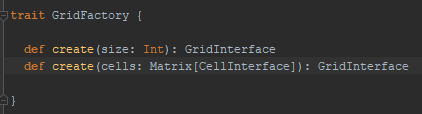 trait GridFactory {
def create(size: Int): GridInterface
def create(cells: Matrix[CellInterface]): GridInterface
}